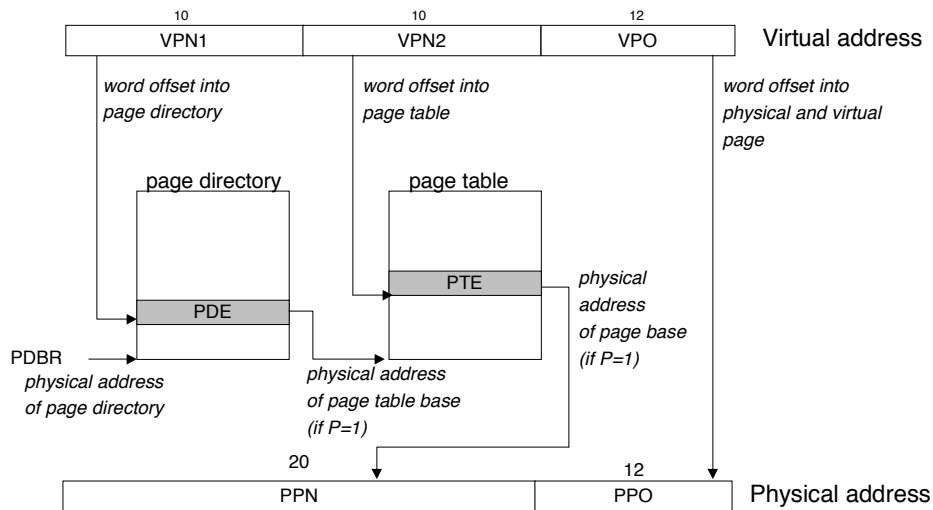 10 10 12
VPN1 VPN2 VPO Virtual address
word offset into
page directory
word offset into
page table
word offset into
physical and virtual
page
page directory
page table
PDE
PTE
physical
address
of page base
(if P=1)
PDBR
physical address
of page directory
physical address
of page table base
(if P=1)
20 12
PPN PPO Physical address